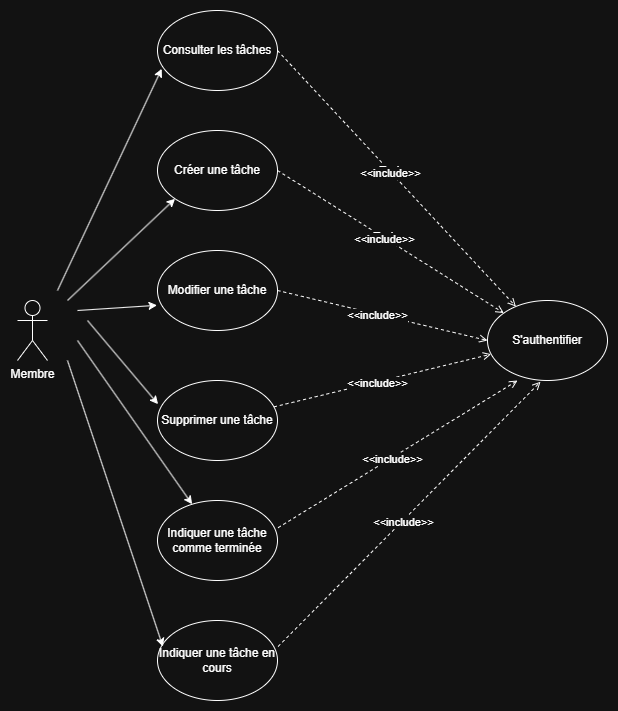 Consulter les tâches
<<include>>
Créer une tâche
<<include>>
Modifier une tâche
<<include>>
S'authentifier
Membre
<<include>>
Supprimer une tâche
<<include>>
Indiquer une tâche
comme terminée
<<include>>
Indiquer une tâche en
cours